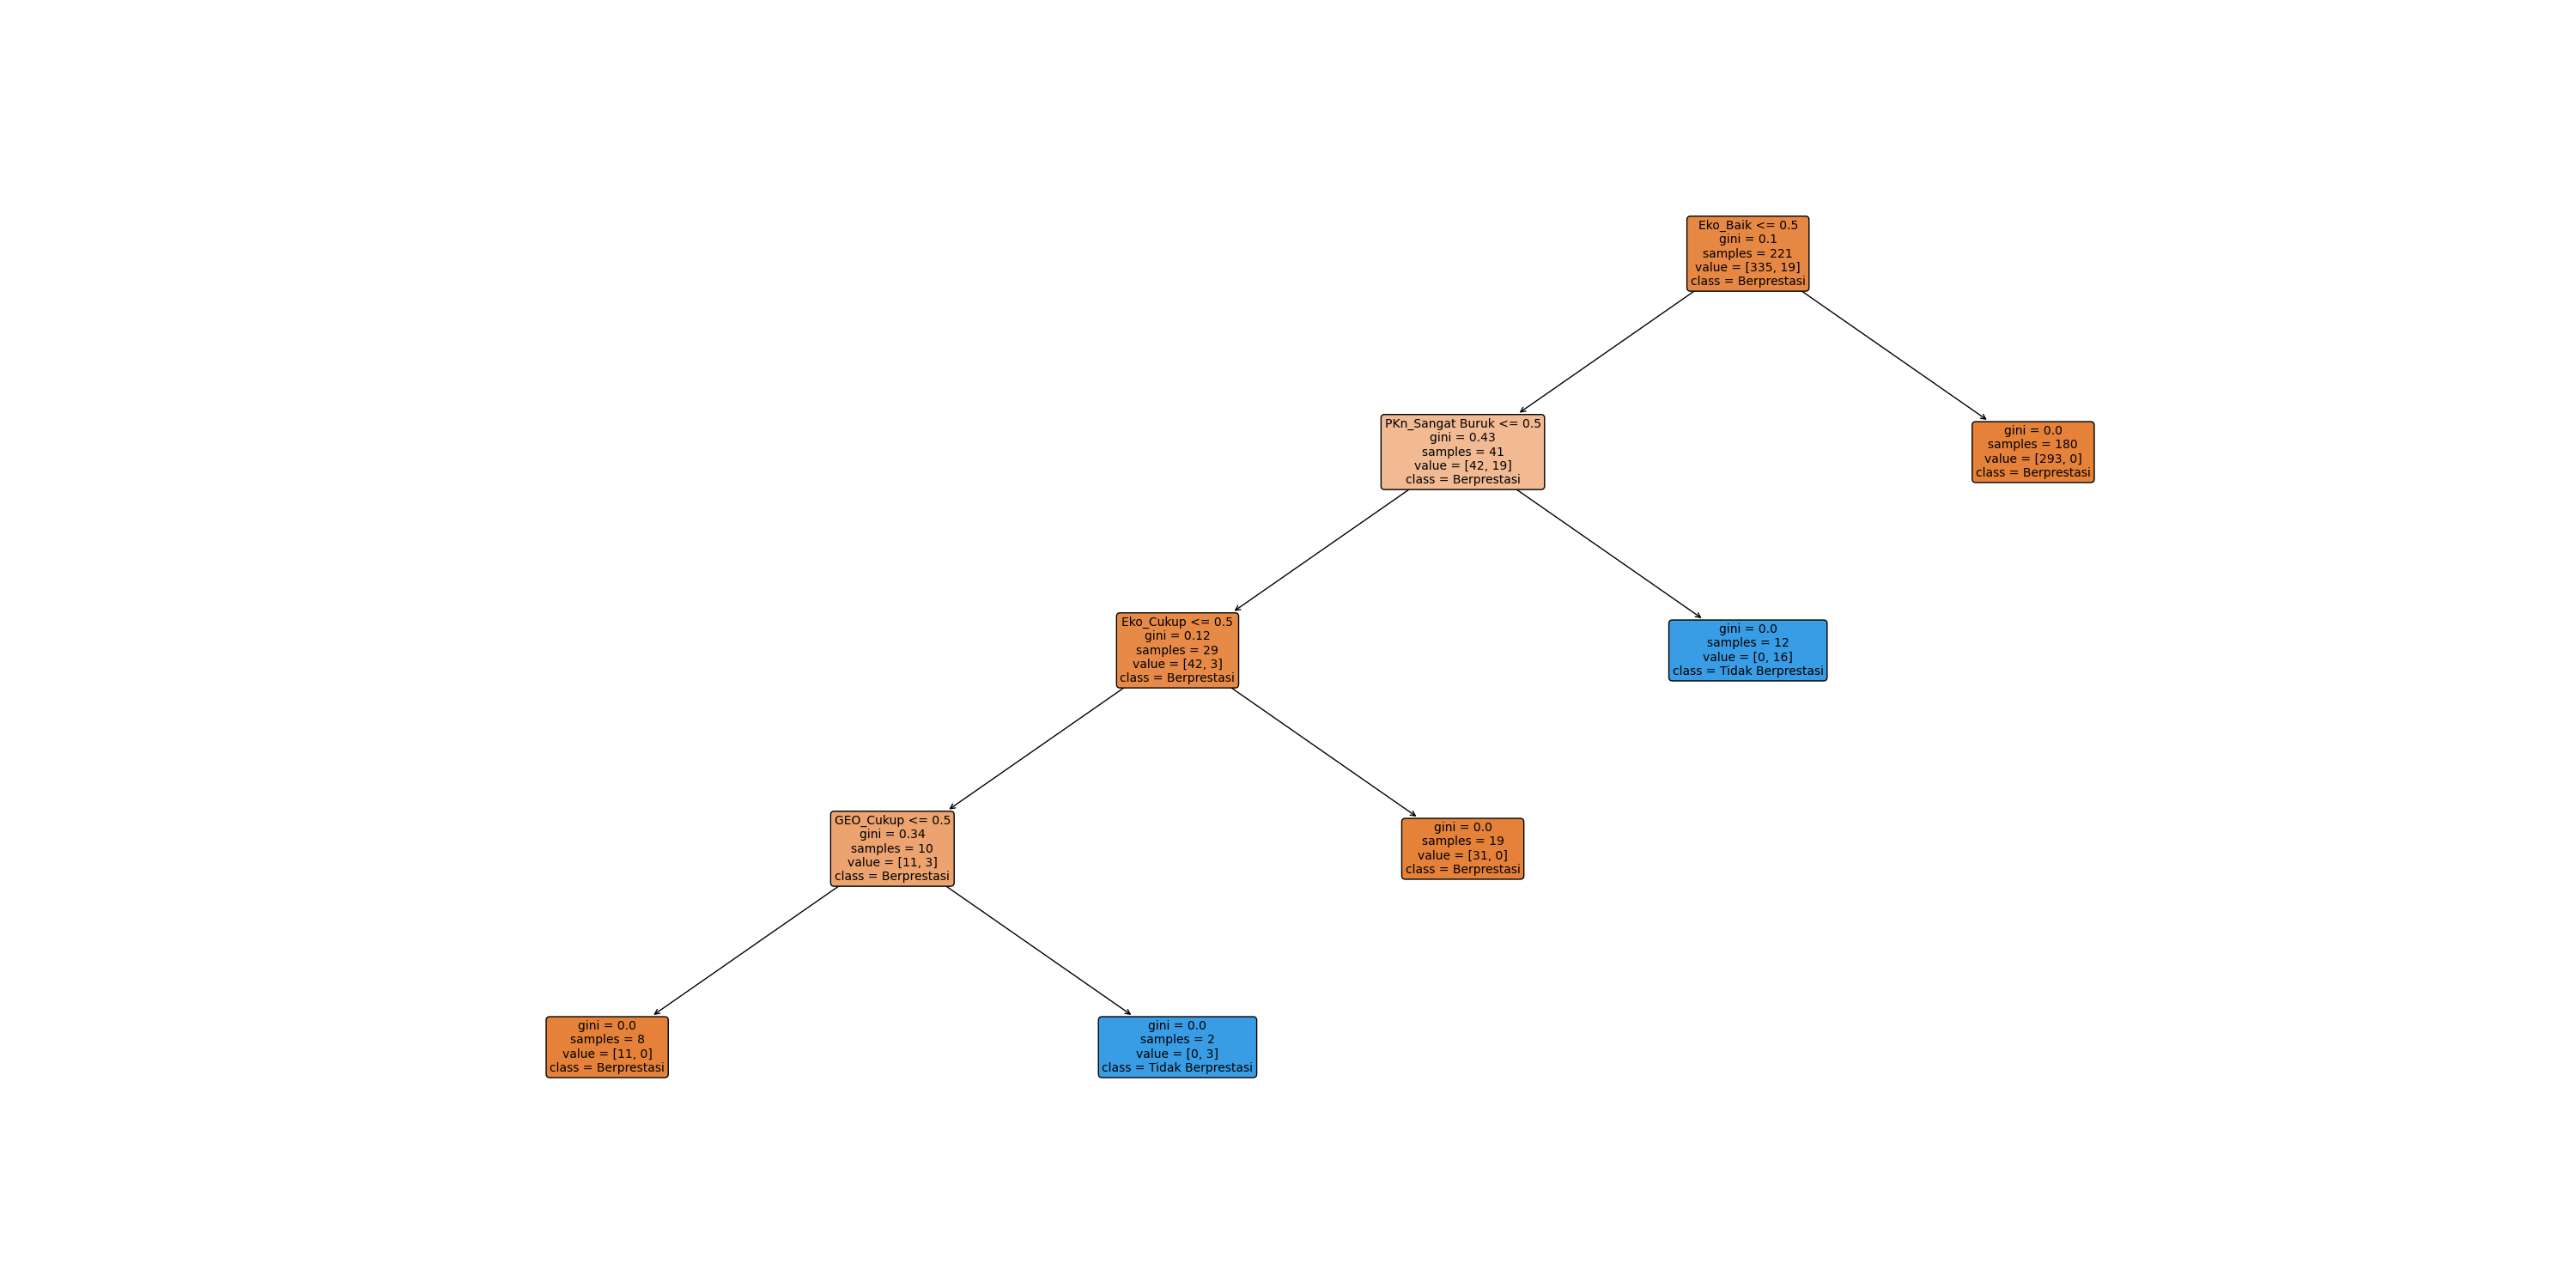 Eko_Baik <= 0.5
gini = 0.1
samples = 221
value = [335, 19]
class = Berprestasi
PKn_Sangat Buruk <= 0.5
gini = 0.43
samples = 41
value = [42, 19]
class = Berprestasi
gini = 0.0
samples = 180
value = [293, 0]
class = Berprestasi
Eko_Cukup <= 0.5
gini = 0.12
samples = 29
value = [42, 3]
class = Berprestasi
gini = 0.0
samples = 12
value = [0, 16]
class = Tidak Berprestasi
GEO_Cukup <= 0.5
gini = 0.34
samples = 10
value = [11, 3]
class = Berprestasi
gini = 0.0
samples = 19
value = [31, 0]
class = Berprestasi
gini = 0.0
samples = 8
value = [11, 0]
class = Berprestasi
gini = 0.0
samples = 2
value = [0, 3]
class = Tidak Berprestasi